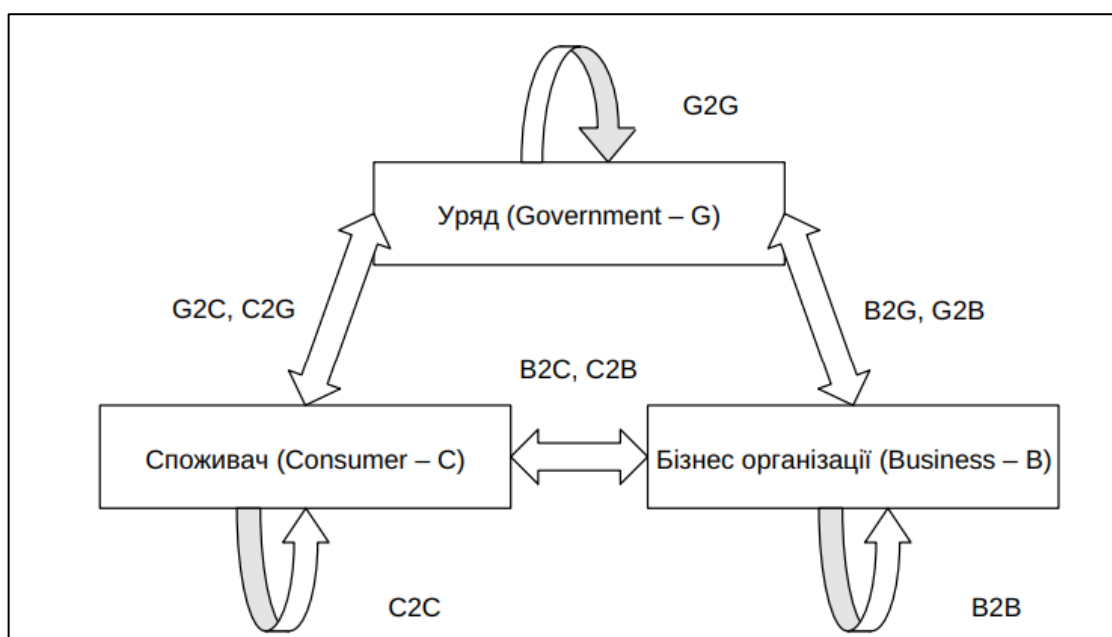 G2G
Уряд (Government – G)
G2C, C2G
B2G, G2B
B2C, C2B
Споживач (Consumer – C)
Бізнес організації (Business – B)
C2C
B2B